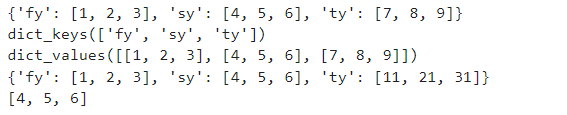 {'fy': [1, 2, 3], 'sy': [4, 5, 6], 'ty': [7, 8, 9]}
dict_keys(['fy', 'sy', 'ty'])
dict_values([[1, 2, 3], [4, 5, 6], [7, 8, 9]])
{'fy': [1, 2, 3], 'sy': [4, 5, 6], 'ty': [11, 21, 31]}
[4, 5, 6]